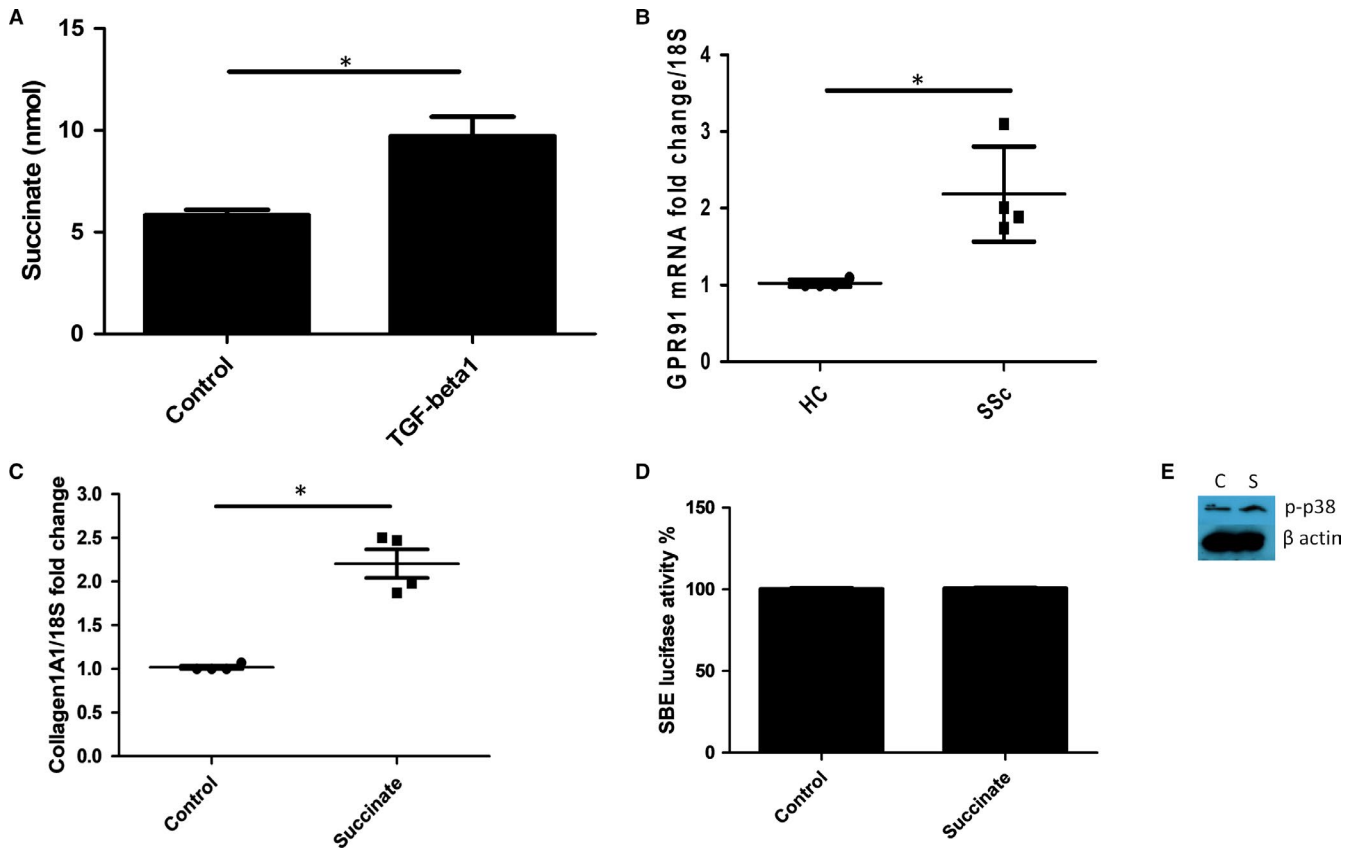 A
Succinate (nmol)
15
10
5
0
*
Control
TGF-beta1
B
GPR91 mRNA fold change/18S
4
3
2
1
0
*
HC
SSc
C
Collagen1A1/18S fold change
3.0
2.5
2.0
1.5
1.0
0.5
0.0
*
Control
Succinate
D
SBE lucifase ativity %
150
100
50
0
Control
Succinate
E
C S
p-p38
β actin